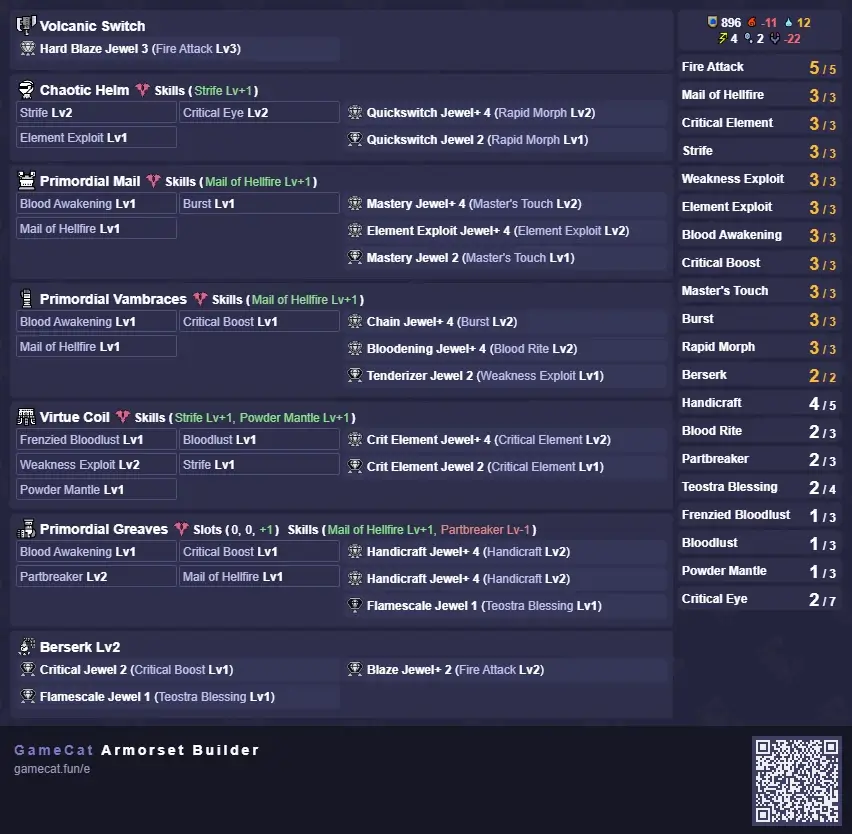 Volcanic Switch
Hard Blaze Jewel 3 (Fire Attack Lv3)
Chaotic Helm Skills (Strife Lv+1)
Strife Lv2 Critical Eye Lv2 Quickswitch Jewel+ 4 (Rapid Morph Lv2)
Element Exploit Lv1 Quickswitch Jewel 2 (Rapid Morph Lv1)
Primordial Mail Skills (Mail of Hellfire Lv+1)
Blood Awakening Lv1 Burst Lv1 Mastery Jewel+ 4 (Master's Touch Lv2)
Mail of Hellfire Lv1 Element Exploit Jewel+ 4 (Element Exploit Lv2)
Mastery Jewel 2 (Master's Touch Lv1)
Primordial Vambraces Skills (Mail of Hellfire Lv+1)
Blood Awakening Lv1 Critical Boost Lv1 Chain Jewel+ 4 (Burst Lv2)
Mail of Hellfire Lv1 Bloodening Jewel+ 4 (Blood Rite Lv2)
Tenderizer Jewel 2 (Weakness Exploit Lv1)
Virtue Coil Skills (Strife Lv+1, Powder Mantle Lv+1)
Frenzied Bloodlust Lv1 Bloodlust Lv1 Crit Element Jewel+ 4 (Critical Element Lv2)
Weakness Exploit Lv2 Strife Lv1 Crit Element Jewel 2 (Critical Element Lv1)
Powder Mantle Lv1
Primordial Greaves Slots (0, 0, +1) Skills (Mail of Hellfire Lv+1, Partbreaker Lv-1)
Blood Awakening Lv1 Critical Boost Lv1 Handicraft Jewel+ 4 (Handicraft Lv2)
Partbreaker Lv2 Mail of Hellfire Lv1 Handicraft Jewel+ 4 (Handicraft Lv2)
Flamescale Jewel 1 (Teostra Blessing Lv1)
Berserk Lv2
Critical Jewel 2 (Critical Boost Lv1) Blaze Jewel+ 2 (Fire Attack Lv2)
Flamescale Jewel 1 (Teostra Blessing Lv1)
896 -11 12
4 2 -22
Fire Attack 5 / 5
Mail of Hellfire 3 / 3
Critical Element 3 / 3
Strife 3 / 3
Weakness Exploit 3 / 3
Element Exploit 3 / 3
Blood Awakening 3 / 3
Critical Boost 3 / 3
Master's Touch 3 / 3
Burst 3 / 3
Rapid Morph 3 / 3
Berserk 2 / 2
Handicraft 4 / 5
Blood Rite 2 / 3
Partbreaker 2 / 3
Teostra Blessing 2 / 4
Frenzied Bloodlust 1 / 3
Bloodlust 1 / 3
Powder Mantle 1 / 3
Critical Eye 2 / 7
GameCat Armorset Builder
gamecat.fun/e